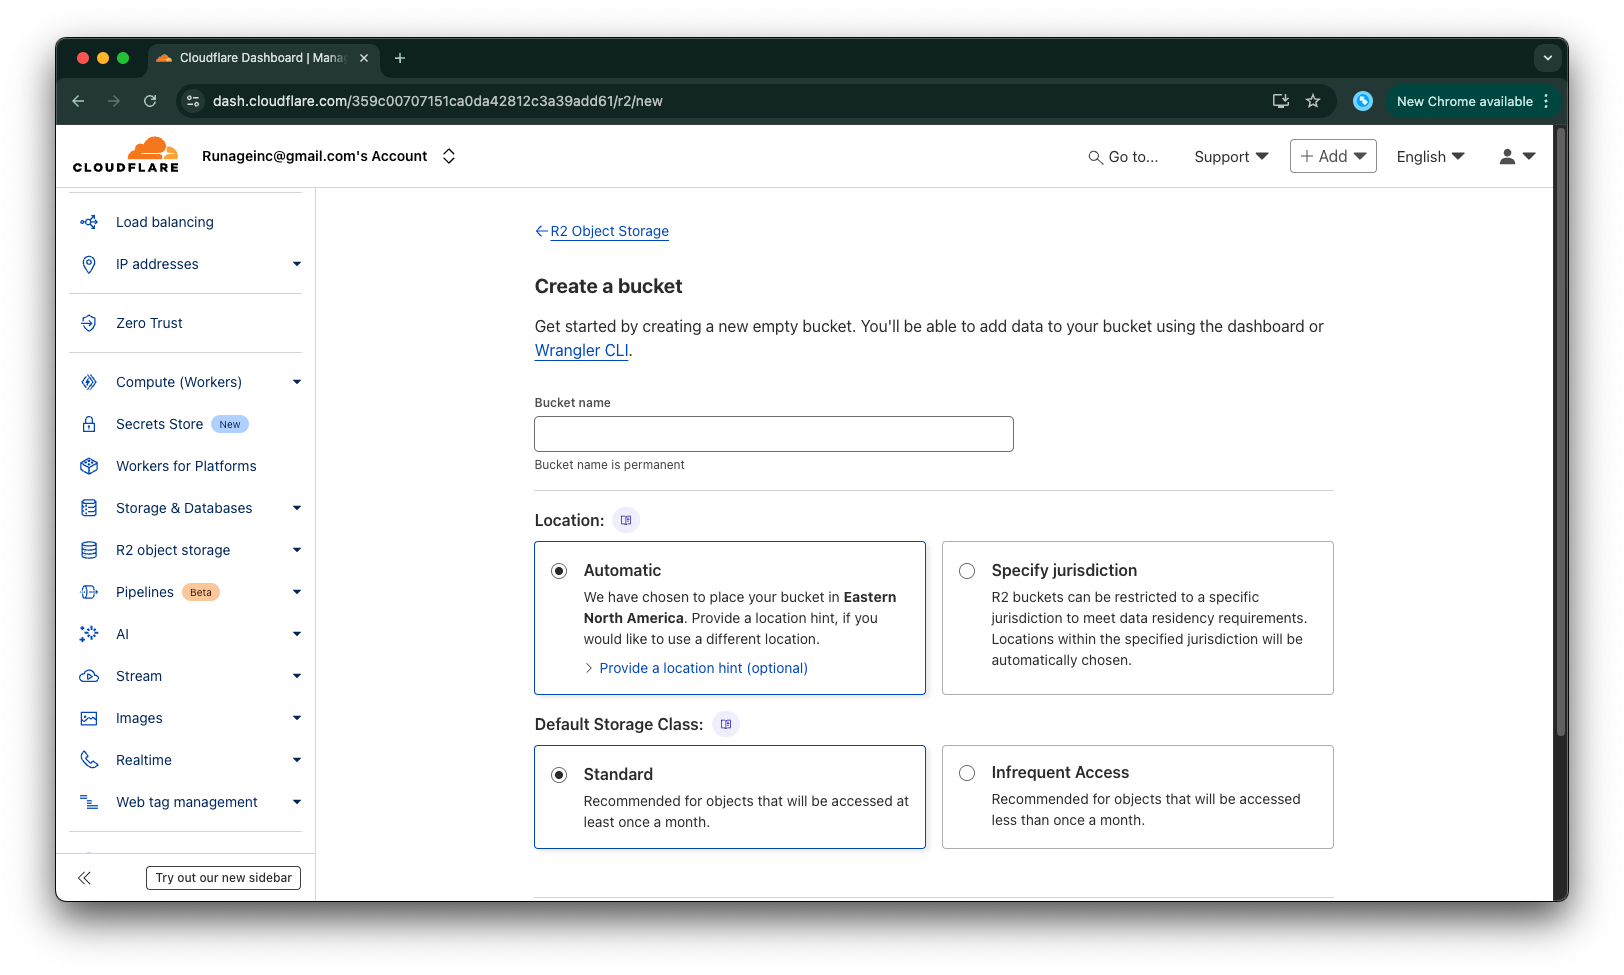 Cloudflare Dashboard | Mana
dash.cloudflare.com/359c00707151ca0da42812c3a39add61/r2/new
New Chrome available
CLOUDFLARE
Runageinc@gmail.com's Account
Go to...
Support
Add
English
Load balancing
IP addresses
Zero Trust
Compute (Workers)
Secrets Store New
Workers for Platforms
Storage & Databases
R2 object storage
Pipelines Beta
AI
Stream
Images
Realtime
Web tag management
Try out our new sidebar
R2 Object Storage
Create a bucket
Get started by creating a new empty bucket. You'll be able to add data to your bucket using the dashboard or
Wrangler CLI.
Bucket name
Bucket name is permanent
Location:
Automatic
We have chosen to place your bucket in Eastern
North America. Provide a location hint, if you
would like to use a different location.
Provide a location hint (optional)
Specify jurisdiction
R2 buckets can be restricted to a specific
jurisdiction to meet data residency requirements.
Locations within the specified jurisdiction will be
automatically chosen.
Default Storage Class:
Standard
Recommended for objects that will be accessed at
least once a month.
Infrequent Access
Recommended for objects that will be accessed
less than once a month.